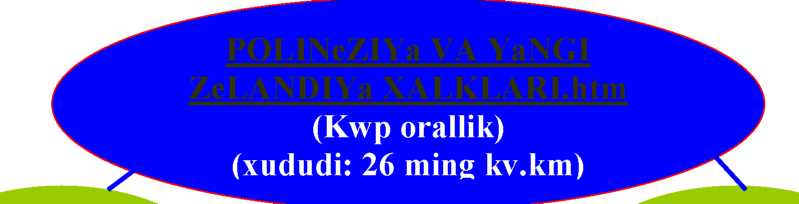 POLINeZIYa VA YaNGI
ZeLANDIYa XALKLARI.htm
(Kwp orallik)
(xududi: 26 ming kv.km)